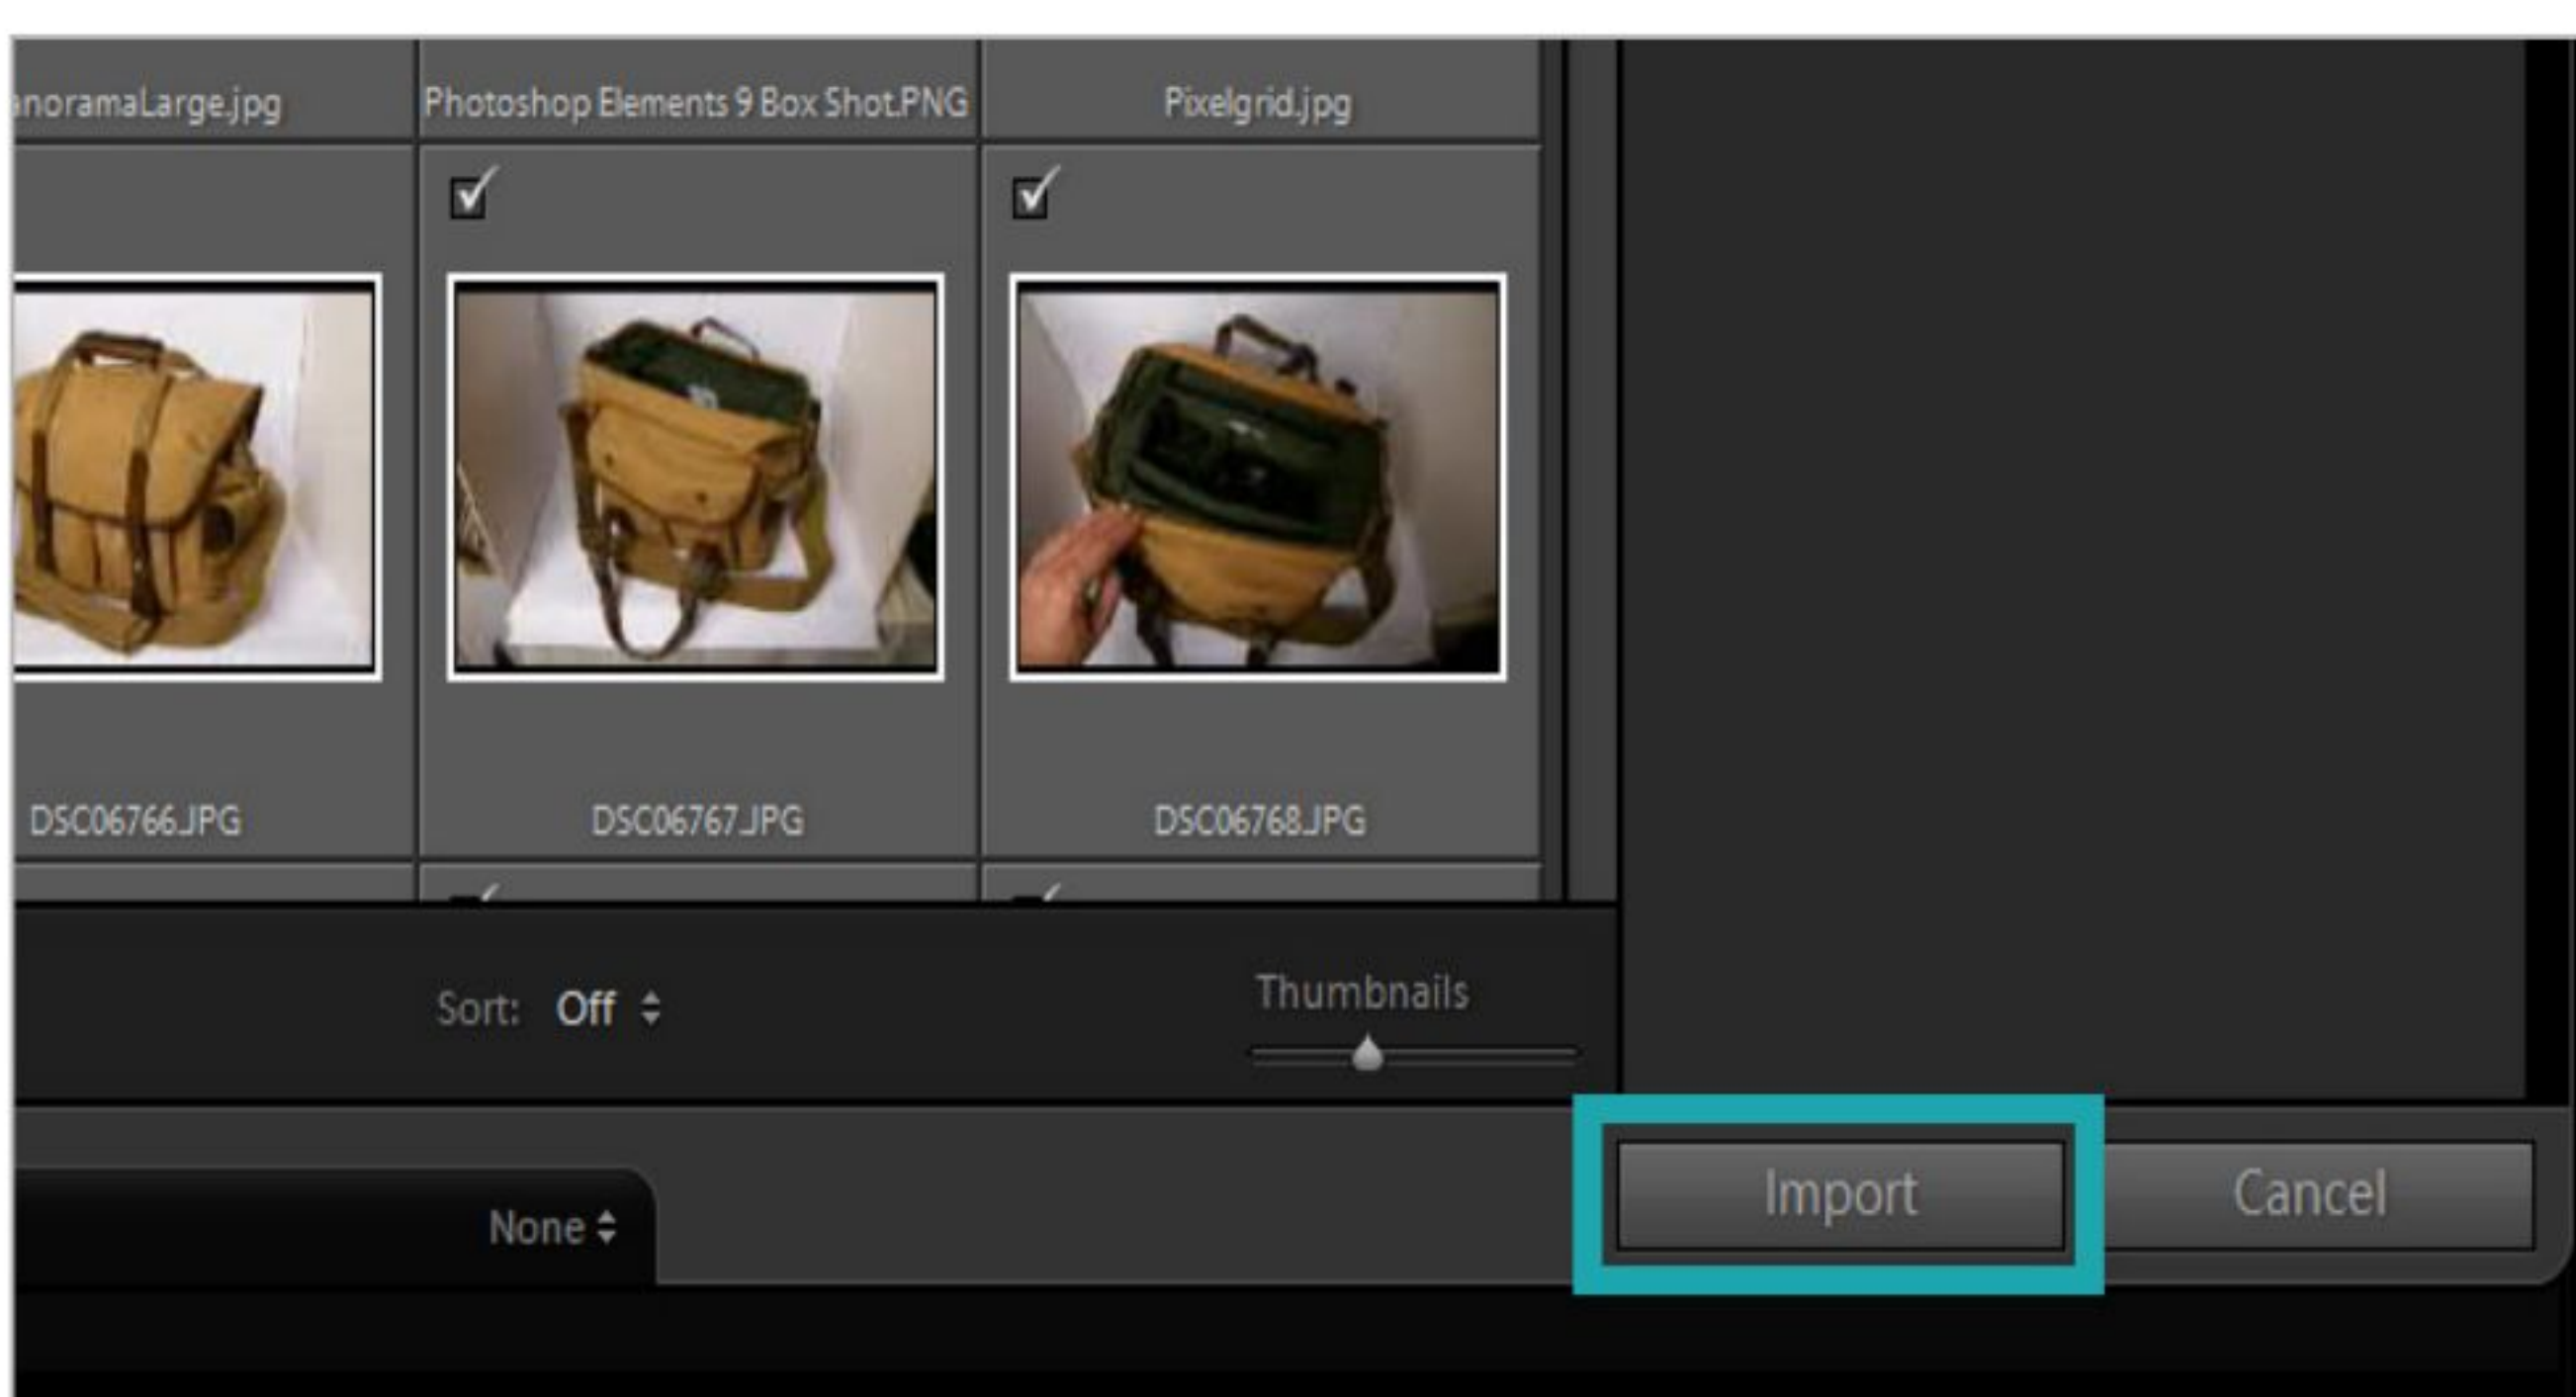 anoramaLarge.jpg
Photoshop Elements 9 Box Shot.PNG
Pixelgrid.jpg
DSC06766.JPG
DSC06767.JPG
DSC06768.JPG
Sort: Off
Thumbnails
None
Import
Cancel